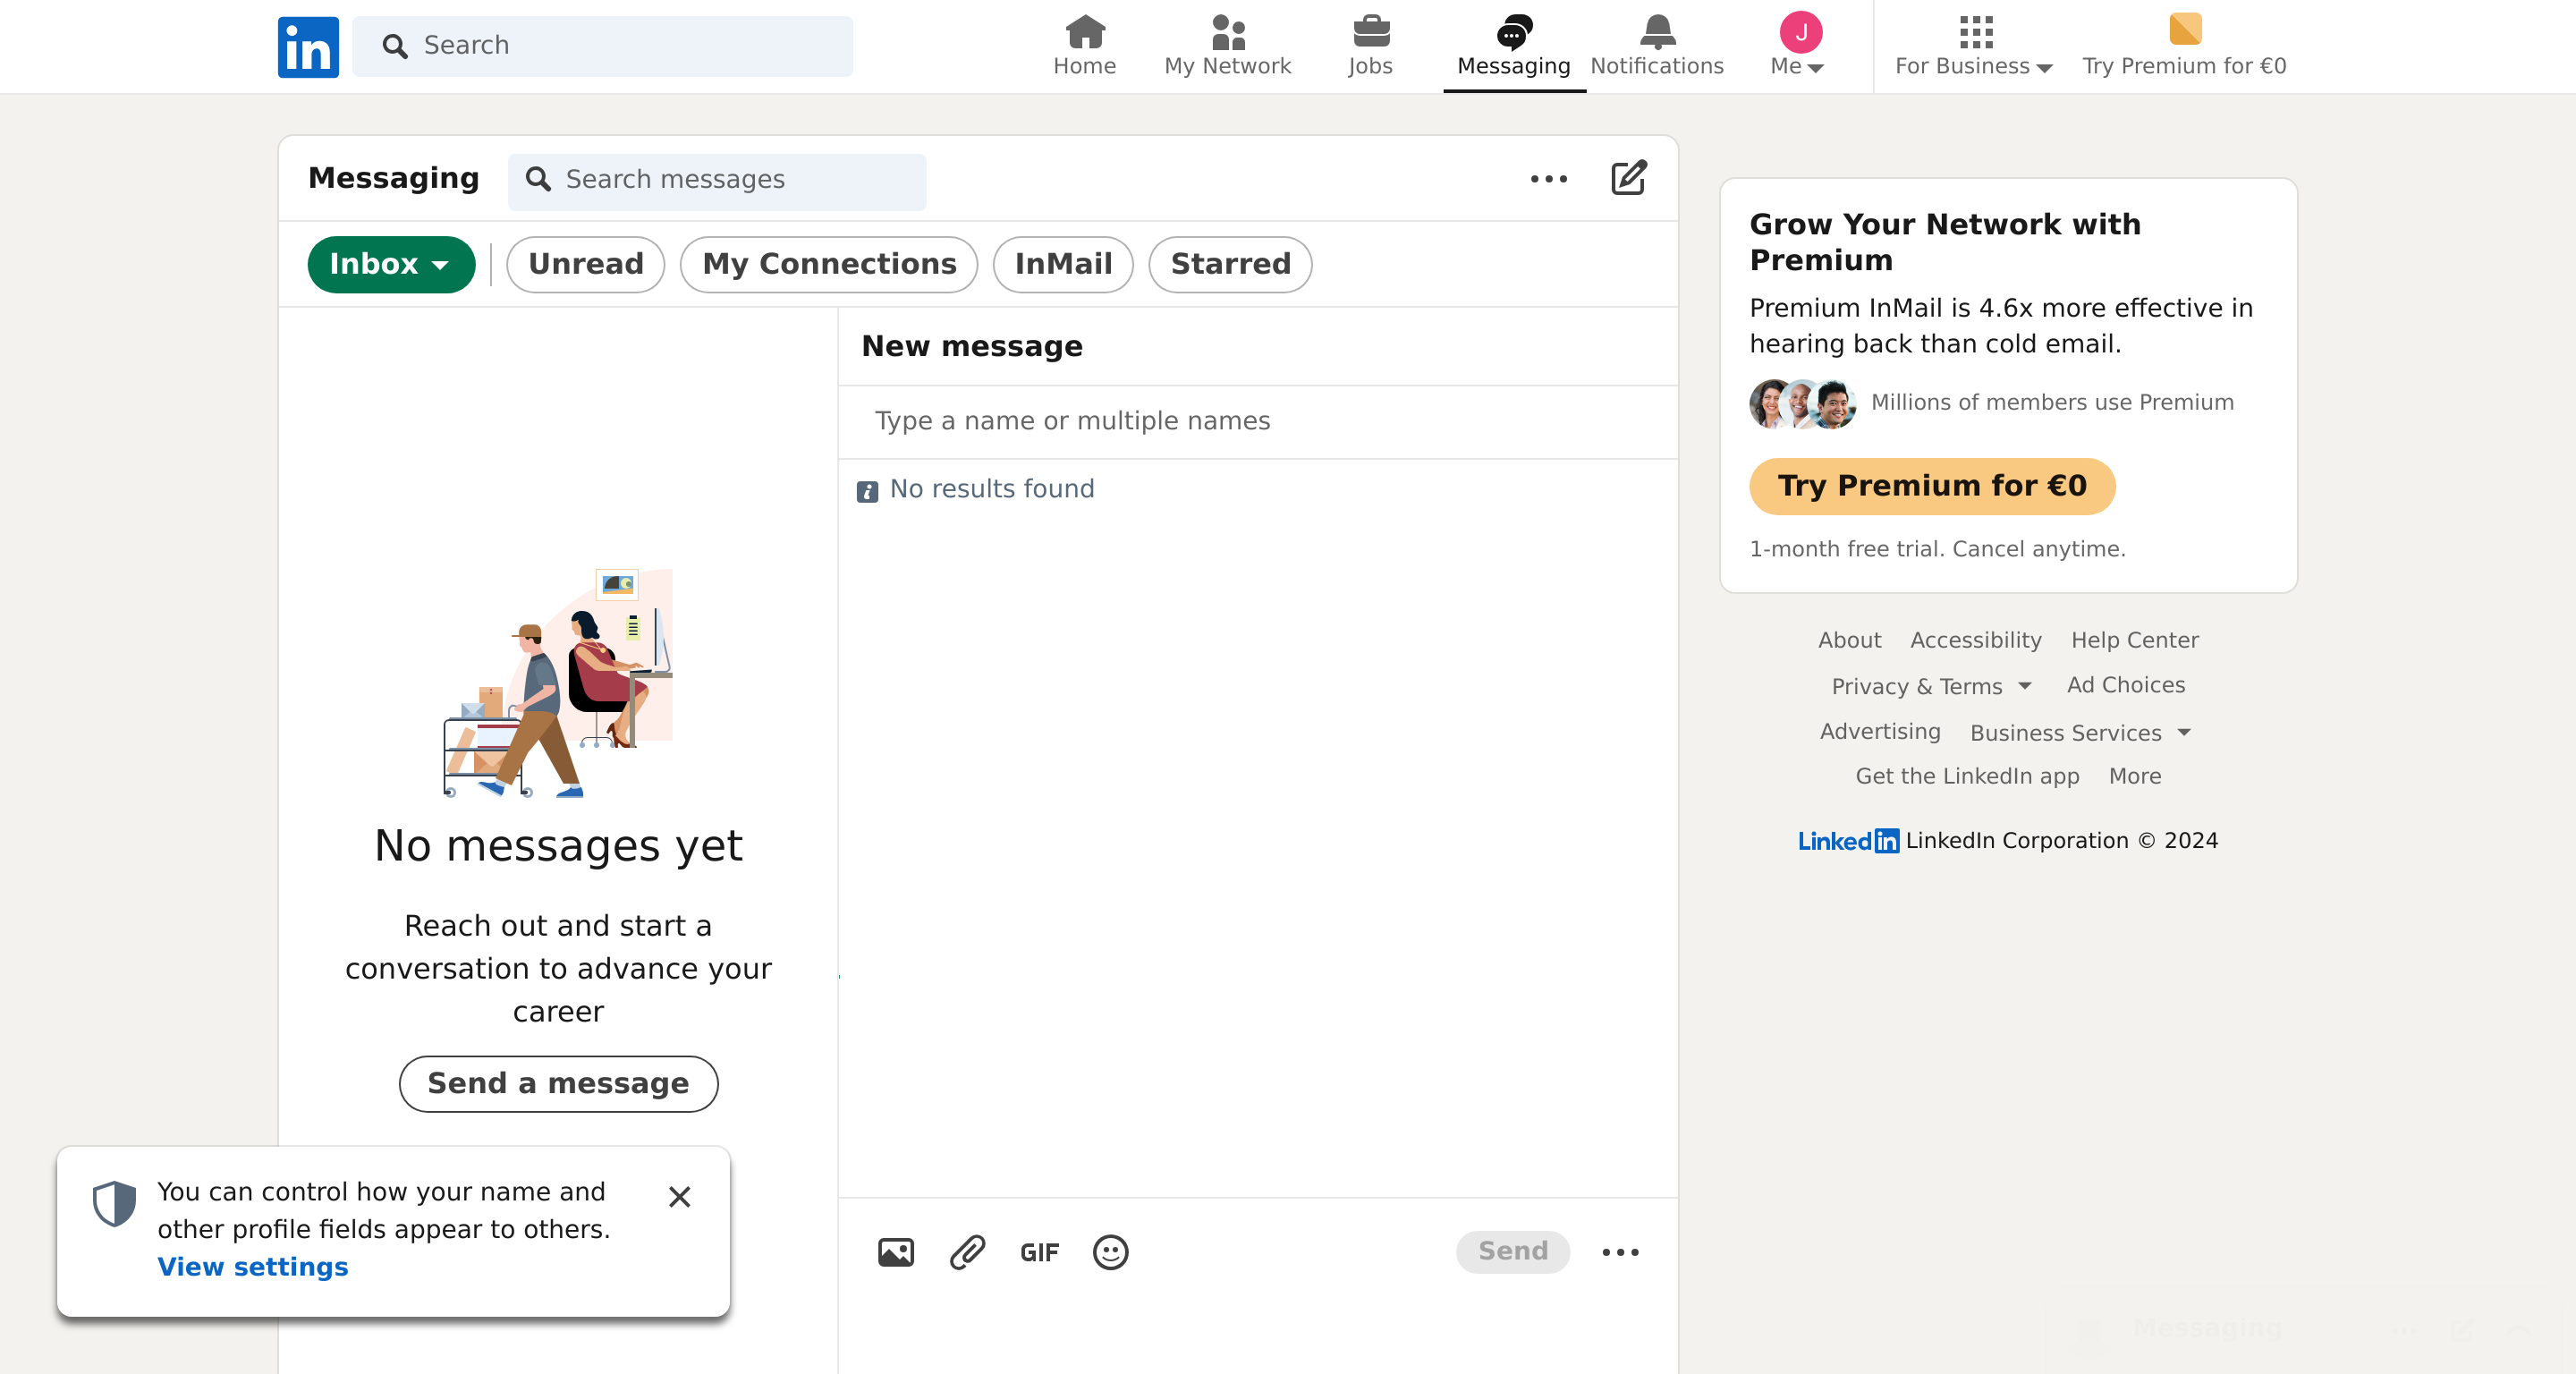 in
Search
Home
My Network
Jobs
Messaging
Notifications
J
Me
For Business
Try Premium for €0
Messaging
Search messages
Inbox
Unread
My Connections
InMail
Starred
New message
Type a name or multiple names
No results found
No messages yet
Reach out and start a
conversation to advance your
career
Send a message
You can control how your name and
other profile fields appear to others.
View settings
GIF
Send
Grow Your Network with
Premium
Premium InMail is 4.6x more effective in
hearing back than cold email.
Millions of members use Premium
Try Premium for €0
1-month free trial. Cancel anytime.
About Accessibility Help Center
Privacy & Terms Ad Choices
Advertising Business Services
Get the LinkedIn app More
LinkedIn LinkedIn Corporation © 2024
Messaging